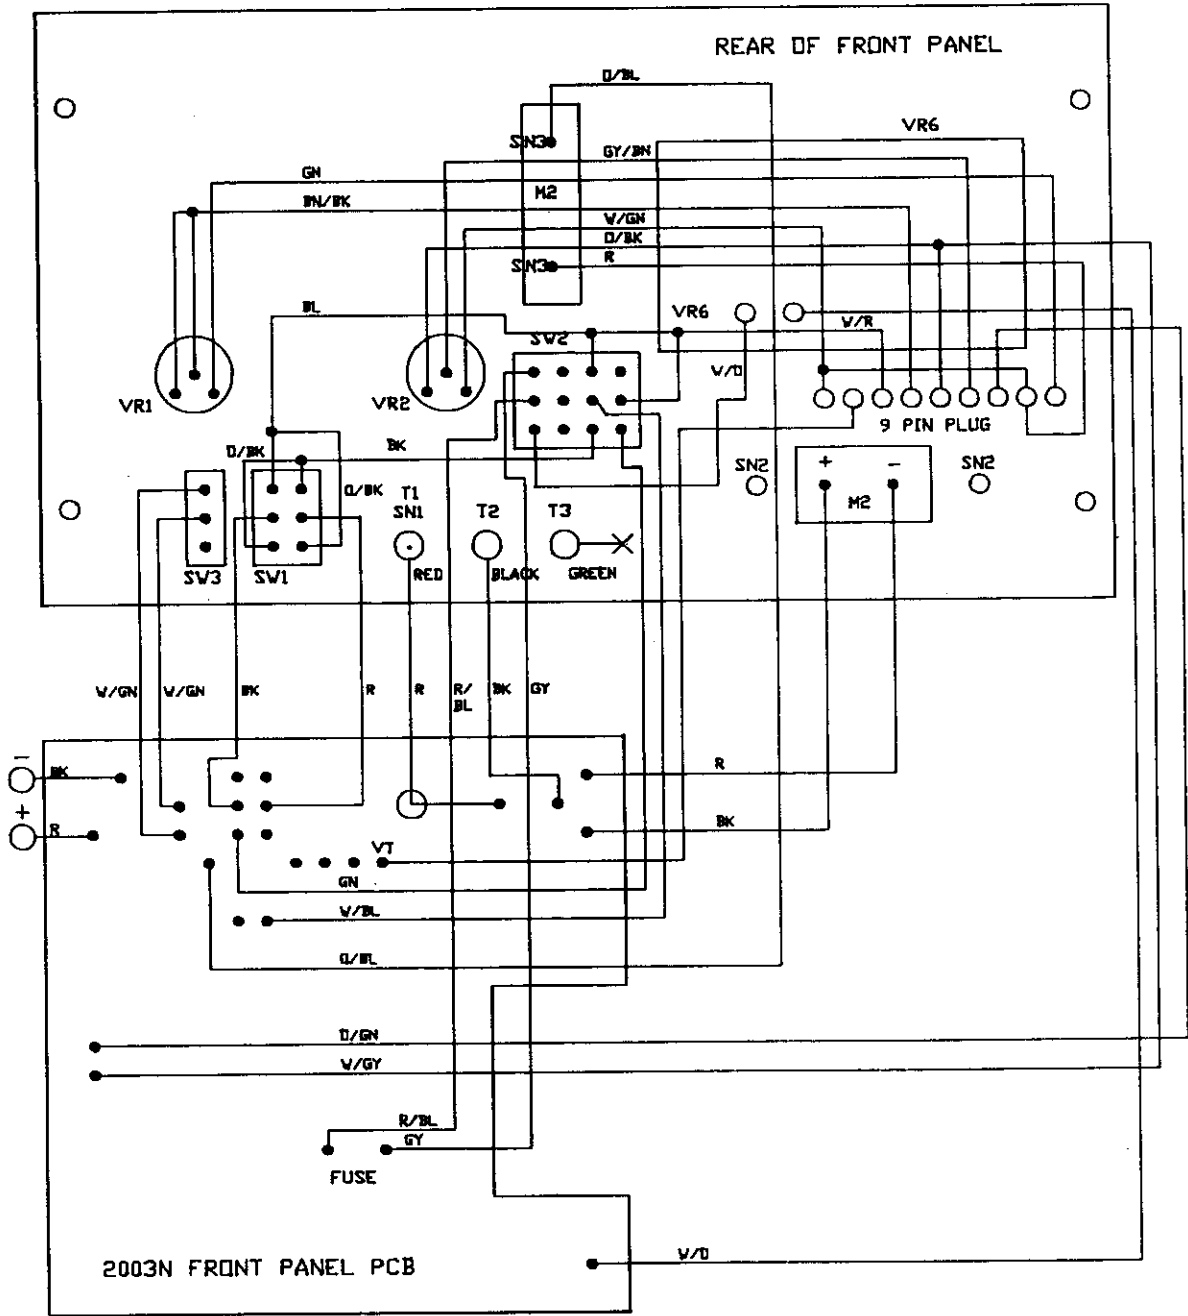 REAR OF FRONT PANEL
O/BL
VR6
SN3
GY/BN
GN
M2
BN/BK
W/GN
O/BK
SN3
R
BL
VR6
W/R
SW2
W/O
VR1
VR2
9 PIN PLUG
O/BK
BK
SN2
SN2
+
-
O/BK
T1
SN1
T2
T3
M2
SW3
SW1
RED
BLACK
GREEN
W/GN
W/GN
BK
R
R
R/
BL
BK
GY
-
BK
R
+
R
BK
VT
GN
W/BL
O/BL
O/GN
W/GY
R/BL
GY
FUSE
2003N FRONT PANEL PCB
W/O